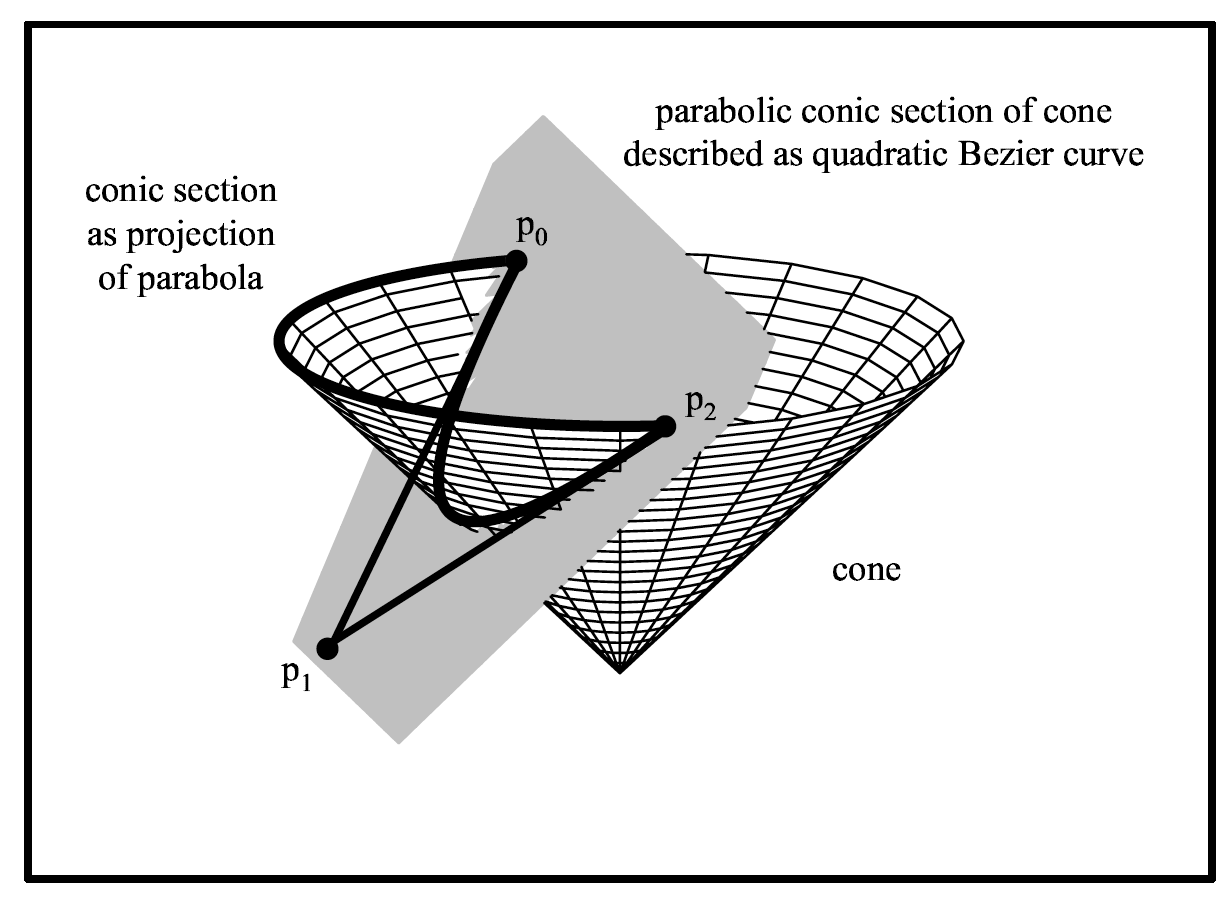 parabolic conic section of cone
described as quadratic Bezier curve
conic section
as projection
of parabola
p0
p2
cone
p1